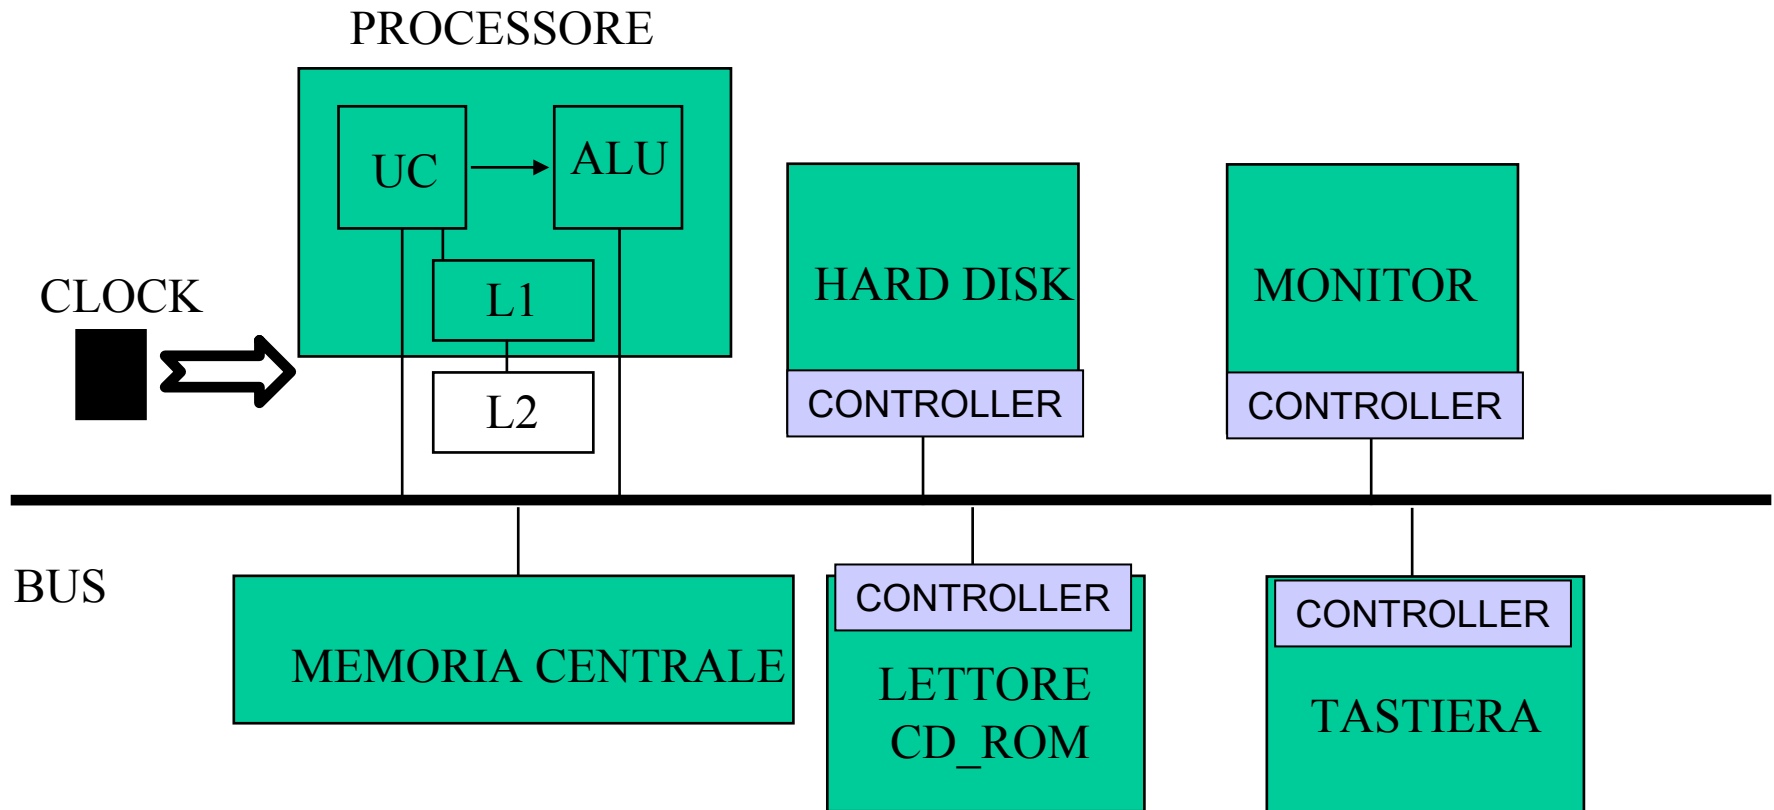 PROCESSORE
UC
ALU
L1
L2
CLOCK
HARD DISK
CONTROLLER
MONITOR
CONTROLLER
BUS
MEMORIA CENTRALE
CONTROLLER
LETTORE
CD_ROM
CONTROLLER
TASTIERA